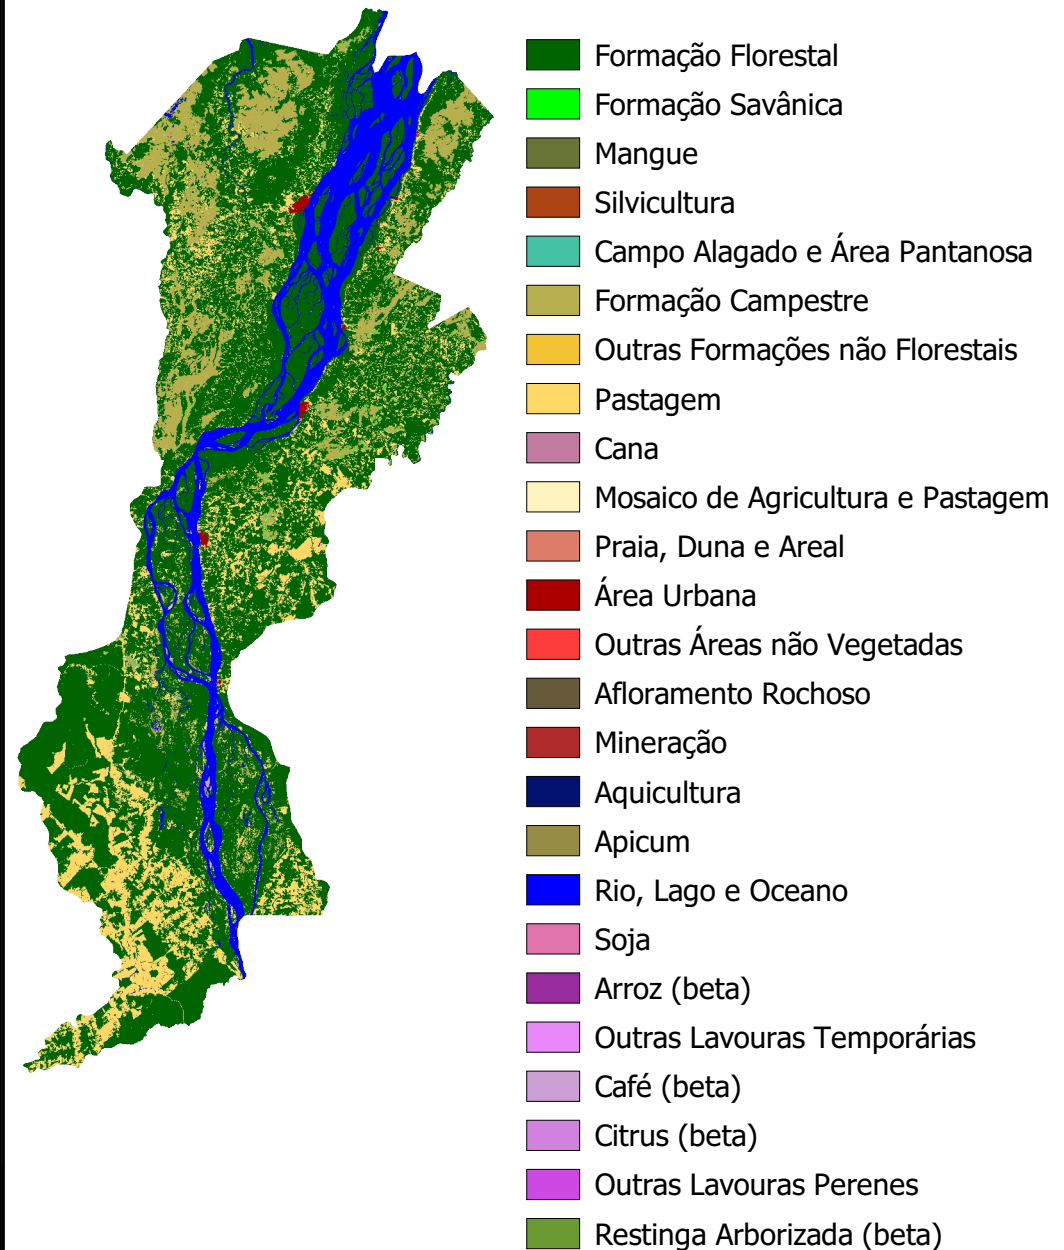 Formação Florestal
Formação Savânica
Mangue
Silvicultura
Campo Alagado e Área Pantanosa
Formação Campestre
Outras Formações não Florestais
Pastagem
Cana
Mosaico de Agricultura e Pastagem
Praia, Duna e Areal
Área Urbana
Outras Áreas não Vegetadas
Afloramento Rochoso
Mineração
Aquicultura
Apicum
Rio, Lago e Oceano
Soja
Arroz (beta)
Outras Lavouras Temporárias
Café (beta)
Citrus (beta)
Outras Lavouras Perenes
Restinga Arborizada (beta)